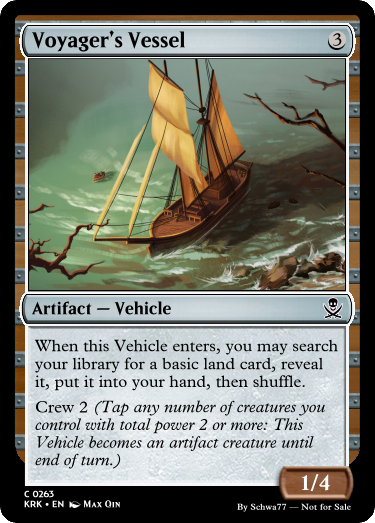 Voyager's Vessel 3
Artifact — Vehicle
When this Vehicle enters, you may search
your library for a basic land card, reveal
it, put it into your hand, then shuffle.
Crew 2 (Tap any number of creatures you
control with total power 2 or more: This
Vehicle becomes an artifact creature until
end of turn.)
1/4
C 0263
KRK • EN Max Oin
By Schwa77 — Not for Sale